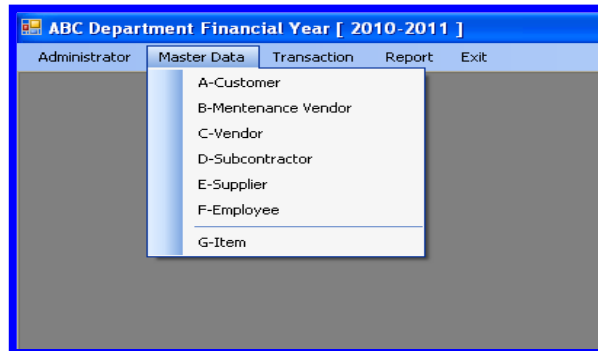 ABC Department Financial Year [ 2010-2011 ]
Administrator Master Data Transaction Report Exit
A-Customer
B-Mentenance Vendor
C-Vendor
D-Subcontractor
E-Supplier
F-Employee
G-Item